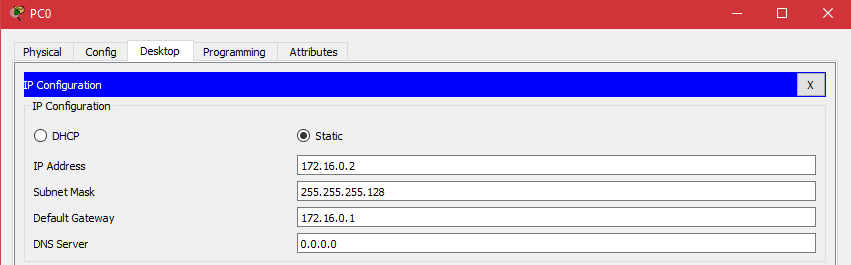 PC0
Physical Config Desktop Programming Attributes
IP Configuration X
IP Configuration
DHCP Static
IP Address 172.16.0.2
Subnet Mask 255.255.255.128
Default Gateway 172.16.0.1
DNS Server 0.0.0.0